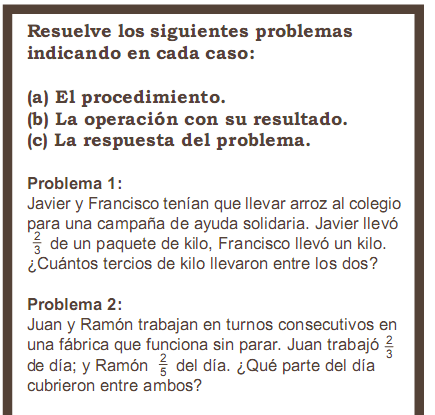 Resuelve los siguientes problemas
indicando en cada caso:
(a) El procedimiento.
(b) La operación con su resultado.
(c) La respuesta del problema.
Problema 1:
Javier y Francisco tenían que llevar arroz al colegio
para una campaña de ayuda solidaria. Javier llevó
2/3 de un paquete de kilo, Francisco llevó un kilo.
¿Cuántos tercios de kilo llevaron entre los dos?
Problema 2:
Juan y Ramón trabajan en turnos consecutivos en
una fábrica que funciona sin parar. Juan trabajó 2/3
de día; y Ramón 2/5 del día. ¿Qué parte del día
cubrieron entre ambos?